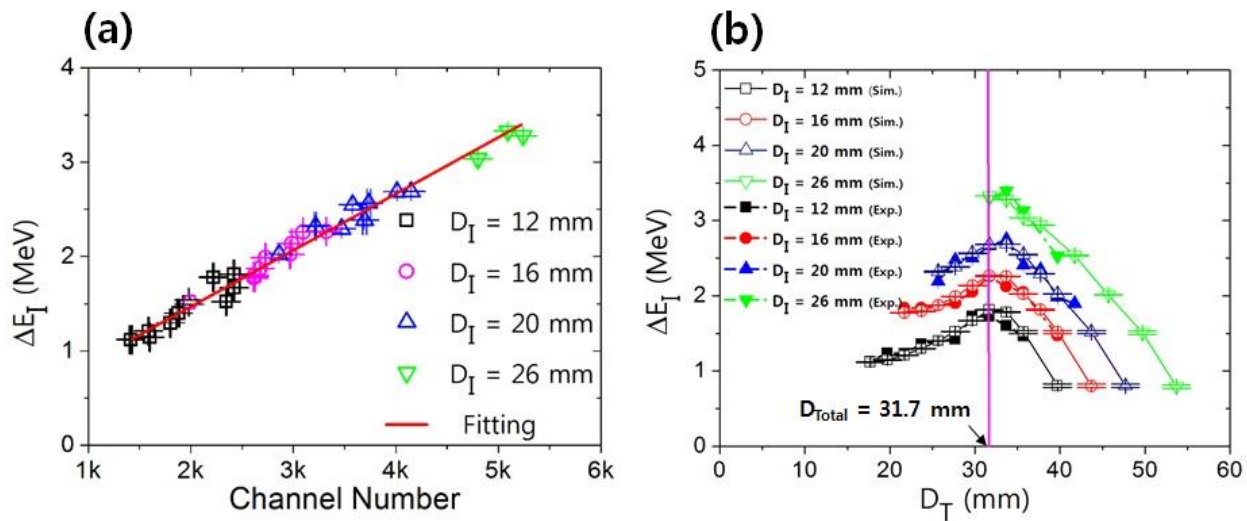 (a)
4
3
2
1
0
ΔE_I (MeV)
1k 2k 3k 4k 5k 6k
Channel Number
D_I = 12 mm
D_I = 16 mm
D_I = 20 mm
D_I = 26 mm
Fitting
(b)
5
4
3
2
1
0
ΔE_I (MeV)
0 10 20 30 40 50 60
D_T (mm)
D_I = 12 mm (Sim.)
D_I = 16 mm (Sim.)
D_I = 20 mm (Sim.)
D_I = 26 mm (Sim.)
D_I = 12 mm (Exp.)
D_I = 16 mm (Exp.)
D_I = 20 mm (Exp.)
D_I = 26 mm (Exp.)
D_Total = 31.7 mm